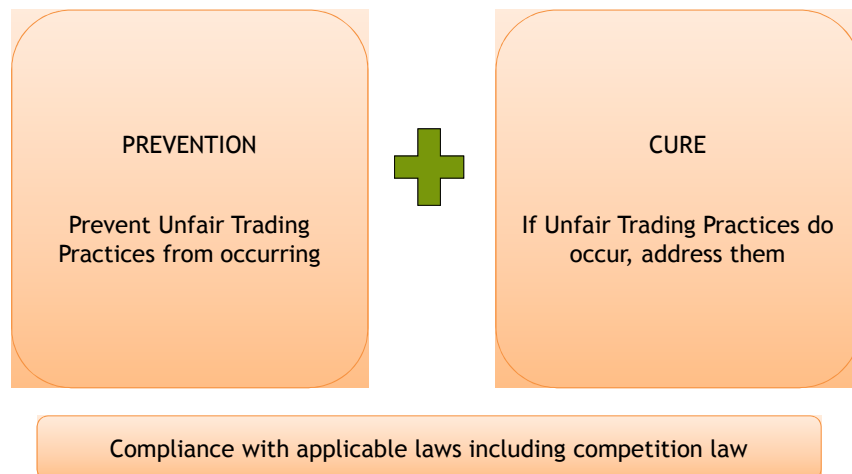 PREVENTION
Prevent Unfair Trading
Practices from occurring
CURE
If Unfair Trading Practices do
occur, address them
Compliance with applicable laws including competition law